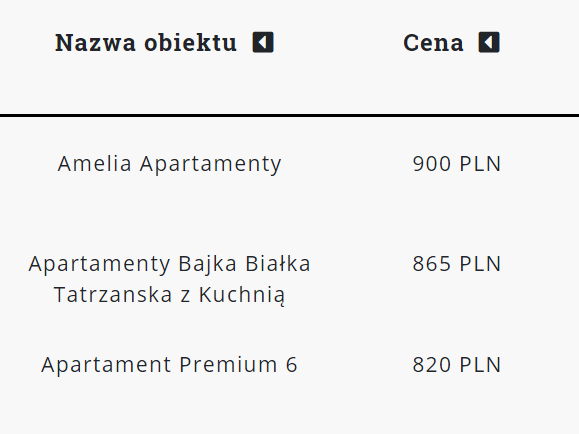 Nazwa obiektu Cena
Amelia Apartamenty 900 PLN
Apartamenty Bajka Białka 865 PLN
Tatrzanska z Kuchnią
Apartament Premium 6 820 PLN